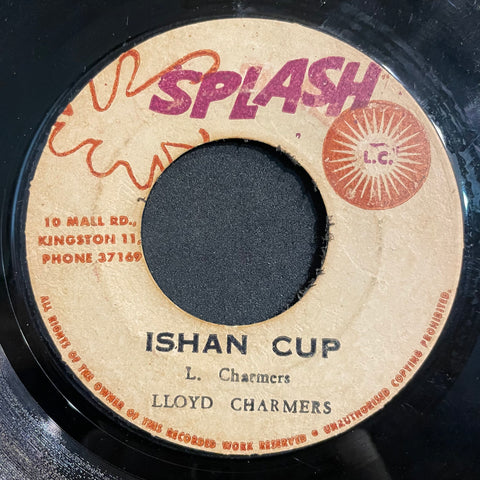 SPLASH
L.C.
10 MALL RD.,
KINGSTON 11,
PHONE 37169
ISHAN CUP
L. Charmers
LLOYD CHARMERS
ALL RIGHTS OF THE OWNER OF THIS RECORDED WORK RESERVED • UNAUTHORISED COPYING PROHIBITED.